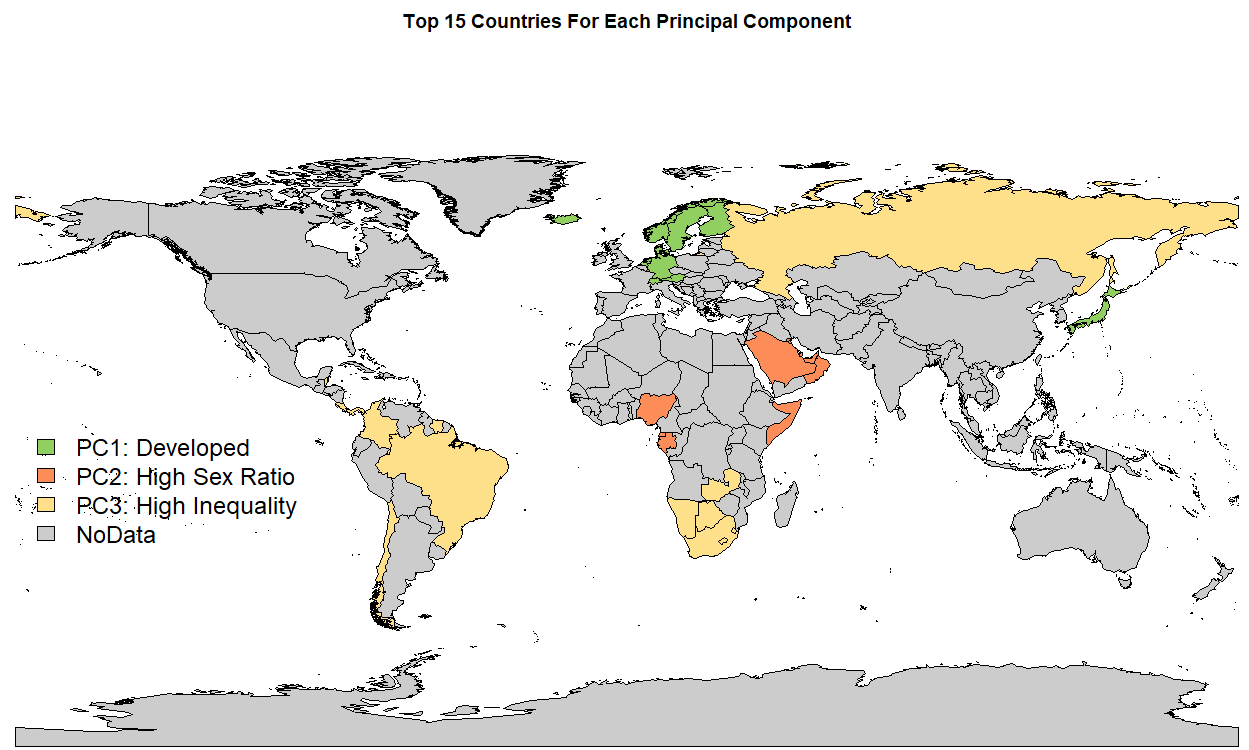 Top 15 Countries For Each Principal Component
PC1: Developed
PC2: High Sex Ratio
PC3: High Inequality
NoData